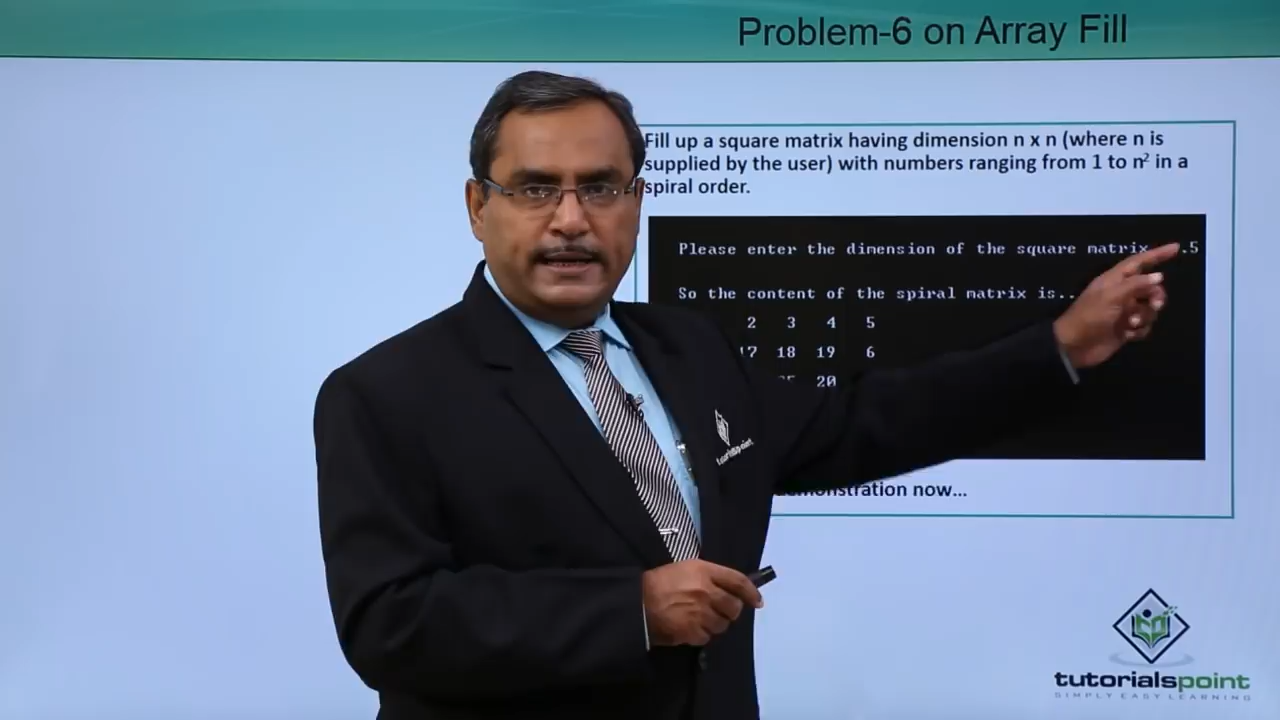 Problem-6 on Array Fill
Fill up a square matrix having dimension n x n (where n is
supplied by the user) with numbers ranging from 1 to n² in a
spiral order.
Please enter the dimension of the square matrix .5
So the content of the spiral matrix is..
2 3 4 5
17 18 19 6
20
now...
tutorialspoint
tutorialspoint
SIMPLY EASY LEARNING